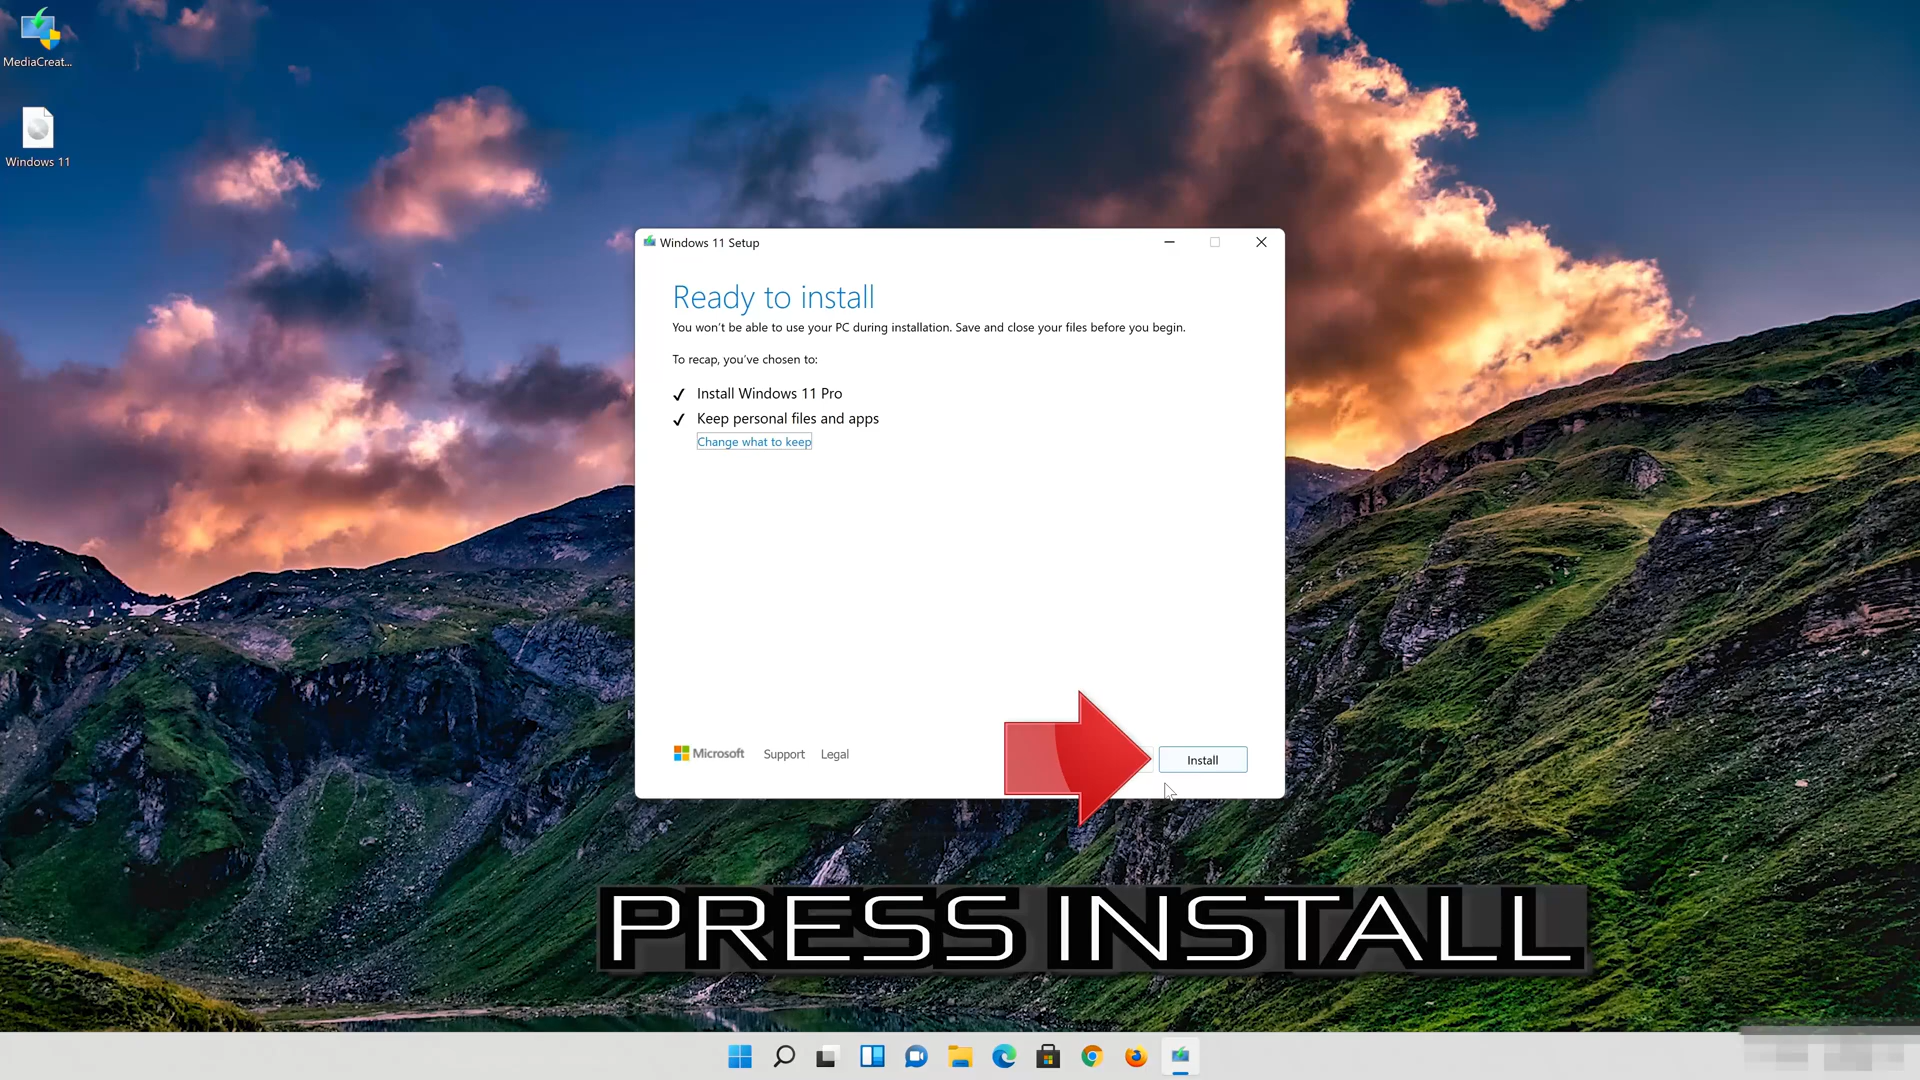 MediaCreat...
Windows 11
Windows 11 Setup
Ready to install
You won't be able to use your PC during installation. Save and close your files before you begin.
To recap, you've chosen to:
Install Windows 11 Pro
Keep personal files and apps
Change what to keep
Microsoft Support Legal
Install
PRESS INSTALL